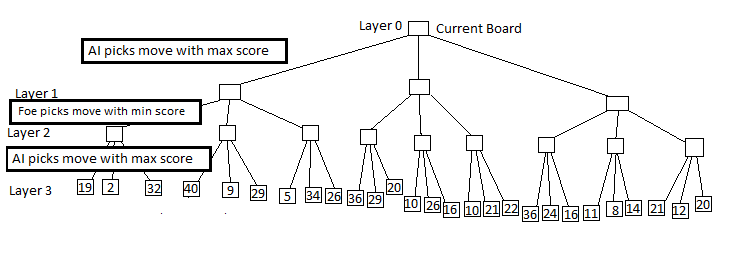 Layer 0
Current Board
AI picks move with max score
Layer 1
Foe picks move with min score
Layer 2
AI picks move with max score
Layer 3
19 2 32 40 9 29 5 34 26 36 29 20 10 26 16 10 21 22 36 24 16 11 8 14 21 12 20